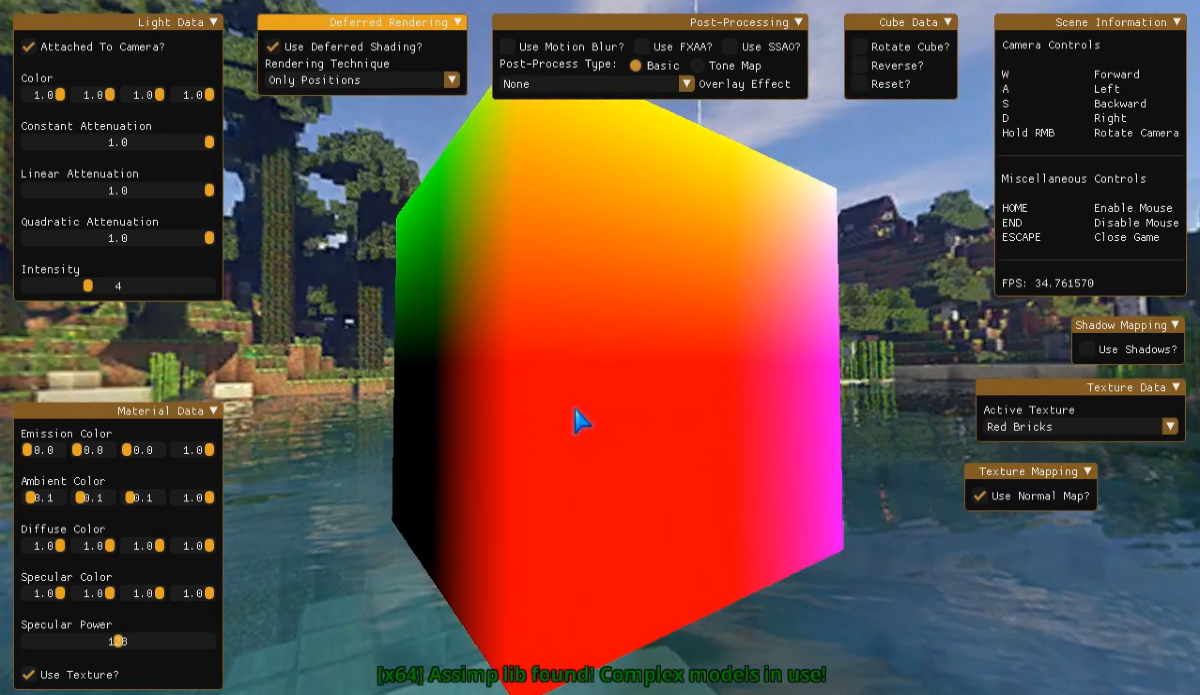 Light Data
Attached To Camera?
Color
1.0 1.0 1.0 1.0
Constant Attenuation
1.0
Linear Attenuation
1.0
Quadratic Attenuation
1.0
Intensity
4
Material Data
Emission Color
0.0 0.0 0.0 1.0
Ambient Color
0.1 0.1 0.1 1.0
Diffuse Color
1.0 1.0 1.0 1.0
Specular Color
1.0 1.0 1.0 1.0
Specular Power
128
Use Texture?
Deferred Rendering
Use Deferred Shading?
Rendering Technique
Only Positions
Post-Processing
Use Motion Blur? Use FXAA? Use SSAO?
Post-Process Type: Basic Tone Map
None Overlay Effect
Cube Data
Rotate Cube?
Reverse?
Reset?
Scene Information
Camera Controls
W Forward
A Left
S Backward
D Right
Hold RMB Rotate Camera
Miscellaneous Controls
HOME Enable Mouse
END Disable Mouse
ESCAPE Close Game
FPS: 34.761570
Shadow Mapping
Use Shadows?
Texture Data
Active Texture
Red Bricks
Texture Mapping
Use Normal Map?
[x64] Assimp lib found! Complex models in use!